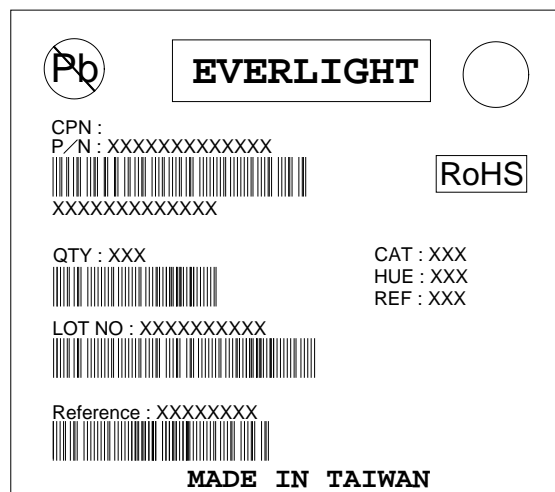 Pb
EVERLIGHT
CPN :
P/N : XXXXXXXXXXXXX
RoHS
XXXXXXXXXXXXX
QTY : XXX
CAT : XXX
HUE : XXX
REF : XXX
LOT NO : XXXXXXXXXX
Reference : XXXXXXXX
MADE IN TAIWAN